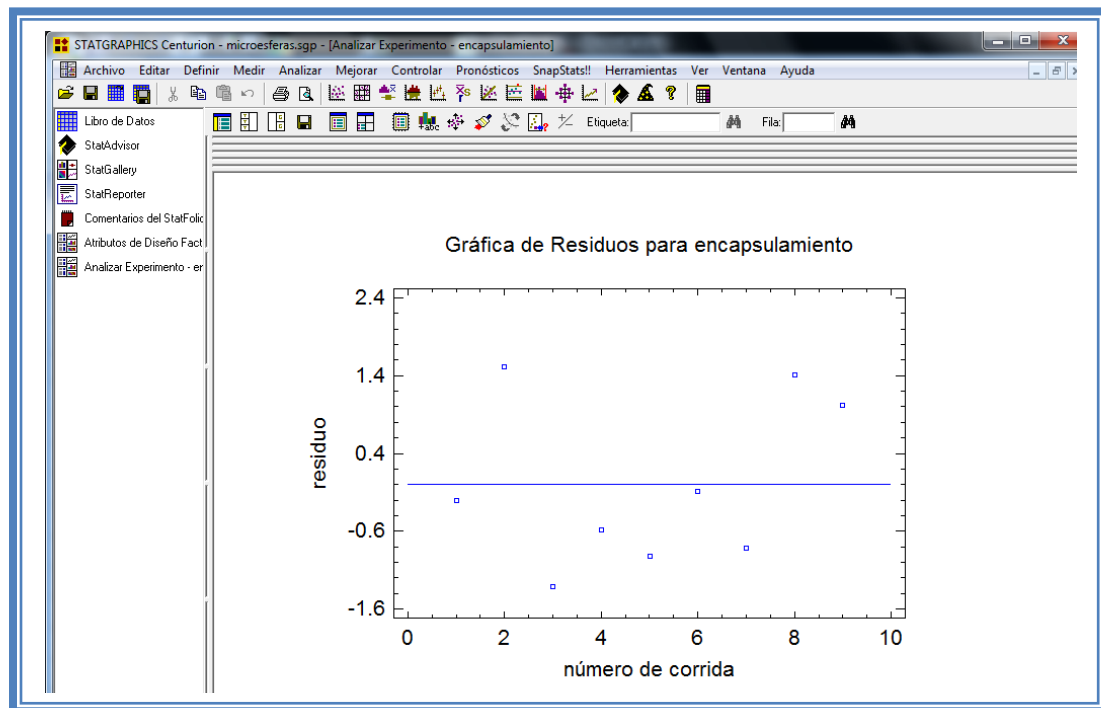 STATGRAPHICS Centurion - microesferas.sgp - [Analizar Experimento - encapsulamiento]
Archivo Editar Definir Medir Analizar Mejorar Controlar Pronósticos SnapStats!! Herramientas Ver Ventana Ayuda
Etiqueta: Fila:
Libro de Datos
StatAdvisor
StatGallery
StatReporter
Comentarios del StatFolic
Atributos de Diseño Fact
Analizar Experimento - er
Gráfica de Residuos para encapsulamiento
2.4
1.4
0.4
-0.6
-1.6
residuo
0 2 4 6 8 10
número de corrida